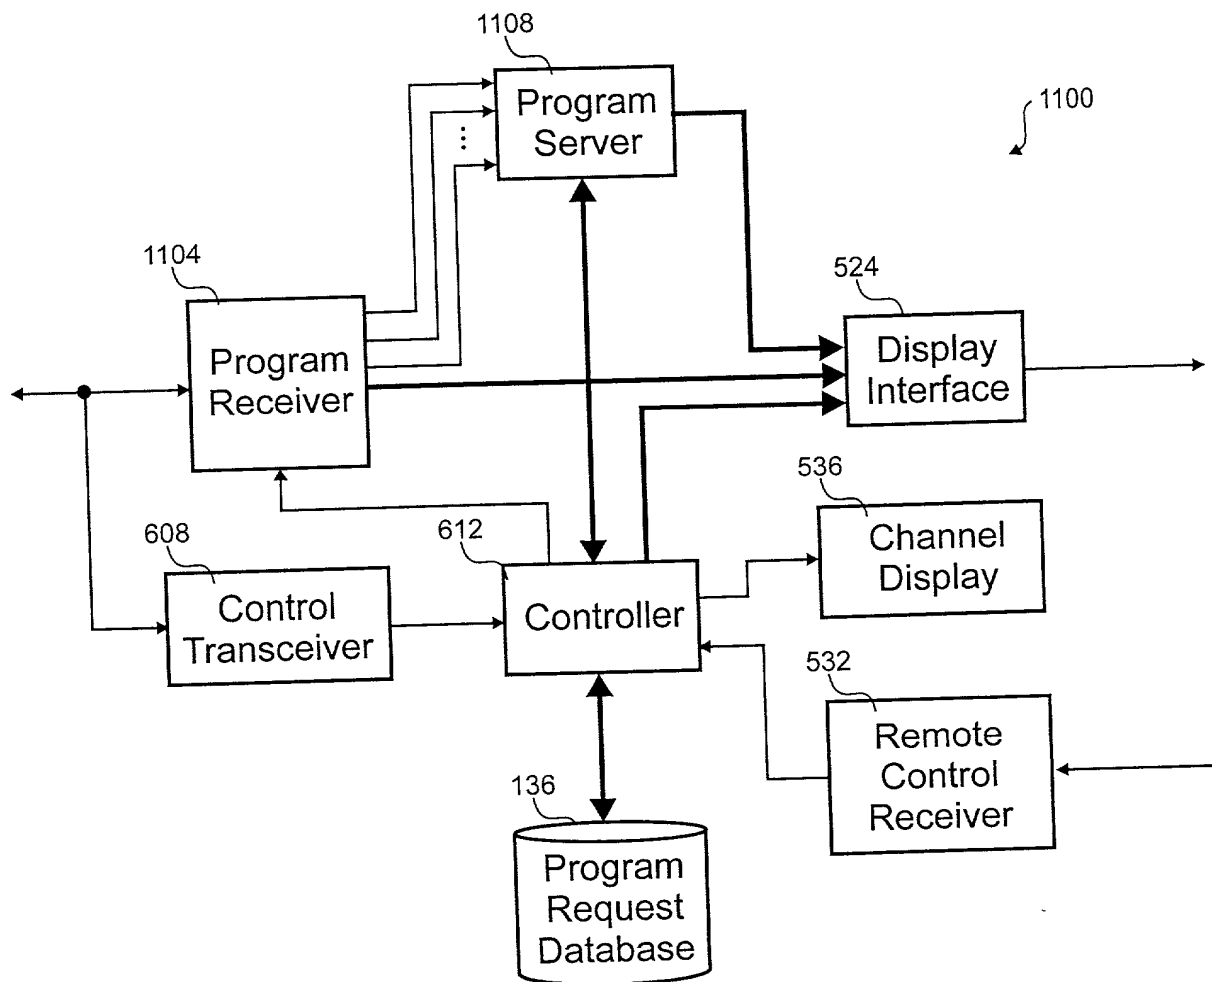 1108
Program
Server
1100
1104
Program
Receiver
524
Display
Interface
536
Channel
Display
608
Control
Transceiver
612
Controller
532
Remote
Control
Receiver
136
Program
Request
Database